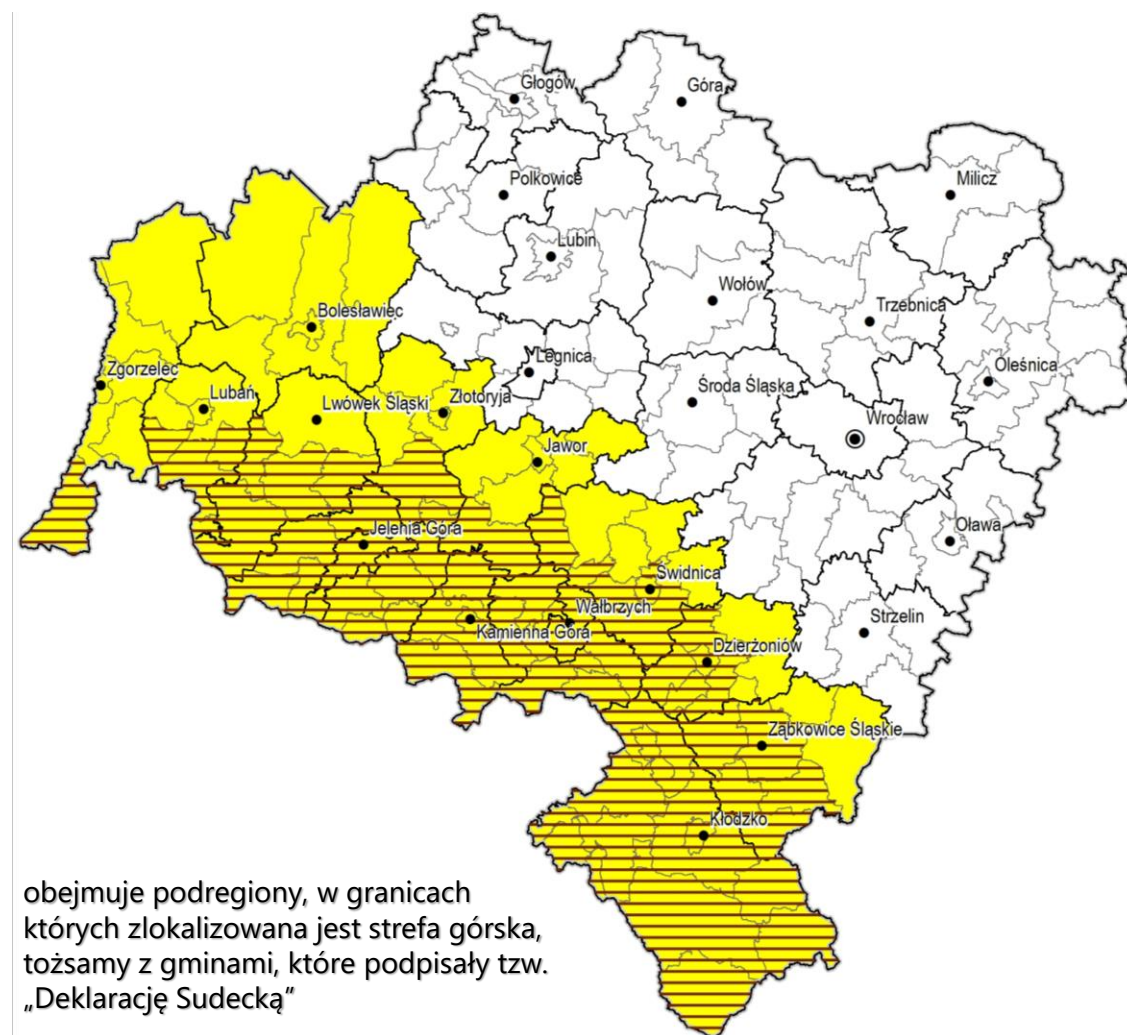 Głogów
Góra
Polkowice
Milicz
Lubin
Wołów
Trzebnica
Bolesławiec
Legnica
Oleśnica
Zgorzelec
Środa Śląska
Lubań
Lwówek Śląski
Złotoryja
Wrocław
Jawor
Jelenia Góra
Oława
Świdnica
Wałbrzych
Strzelin
Kamienna Góra
Dzierżoniów
Ząbkowice Śląskie
Kłodzko
obejmuje podregiony, w granicach
których zlokalizowana jest strefa górska,
tożsamy z gminami, które podpisały tzw.
„Deklarację Sudecką”